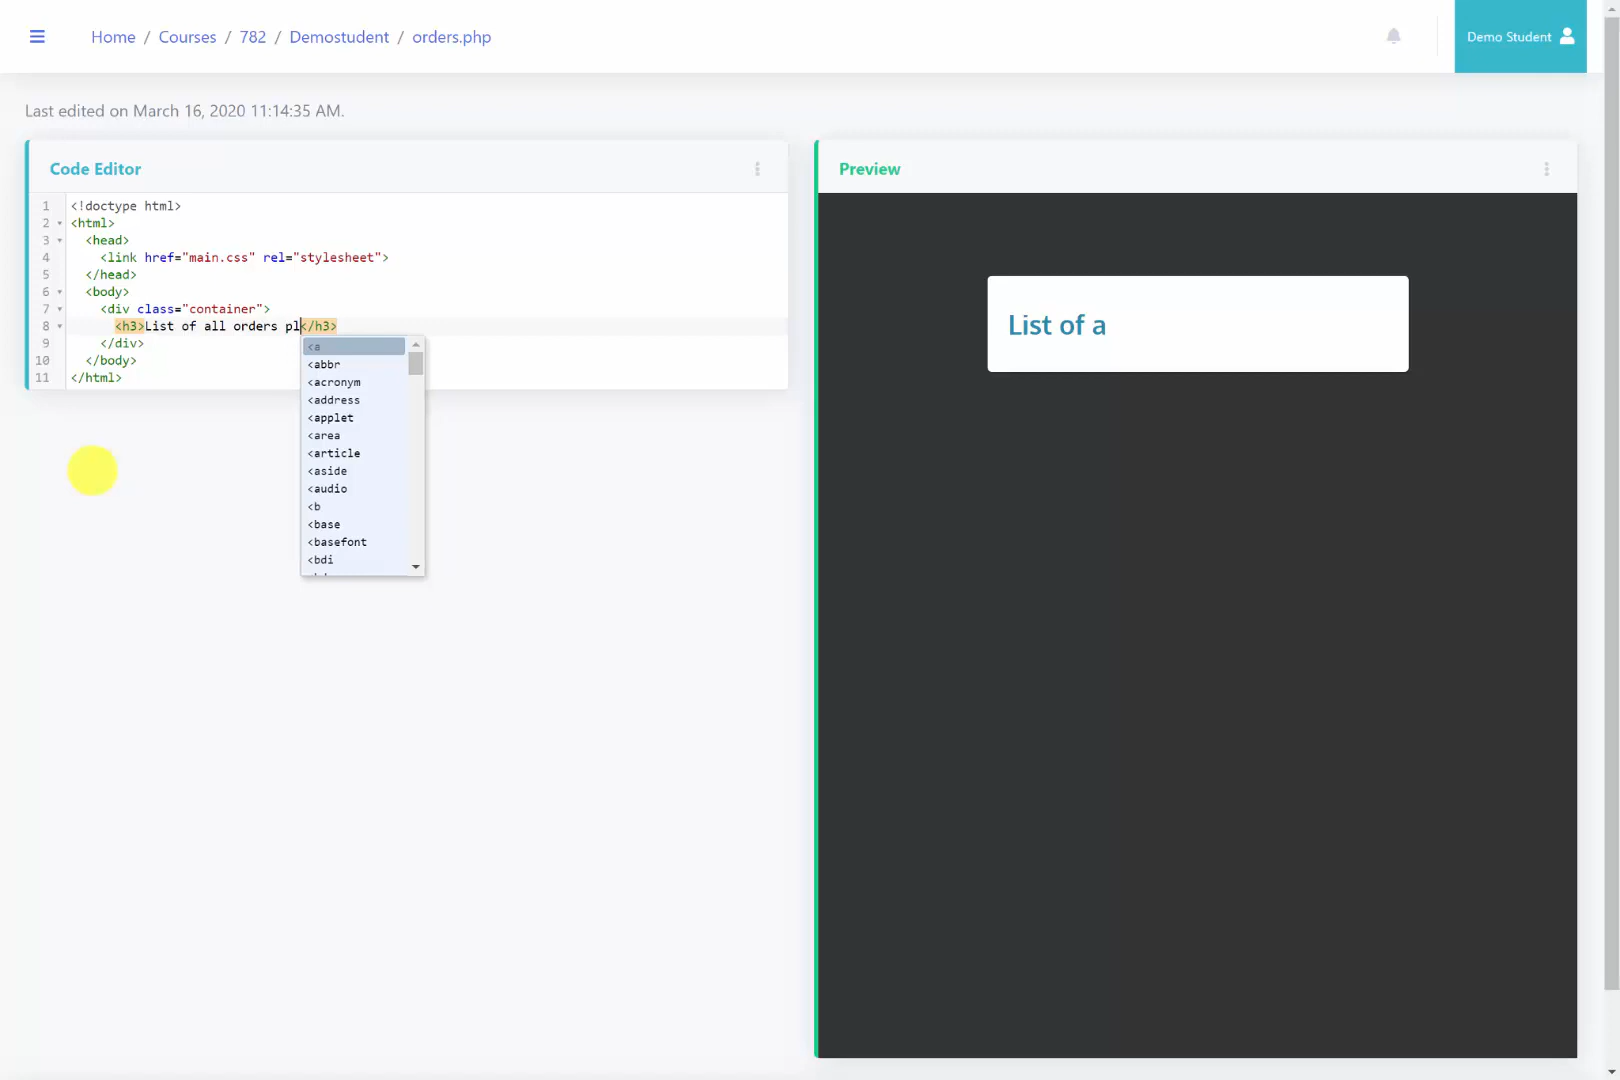 Home / Courses / 782 / Demostudent / orders.php
Demo Student
Last edited on March 16, 2020 11:14:35 AM.
Code Editor
1 <!doctype html>
2 <html>
3 <head>
4 <link href="main.css" rel="stylesheet">
5 </head>
6 <body>
7 <div class="container">
8 <h3>List of all orders pl</h3>
9 </div>
10 </body>
11 </html>
<a
<abbr
<acronym
<address
<applet
<area
<article
<aside
<audio
<b
<base
<basefont
<bdi
Preview
List of a